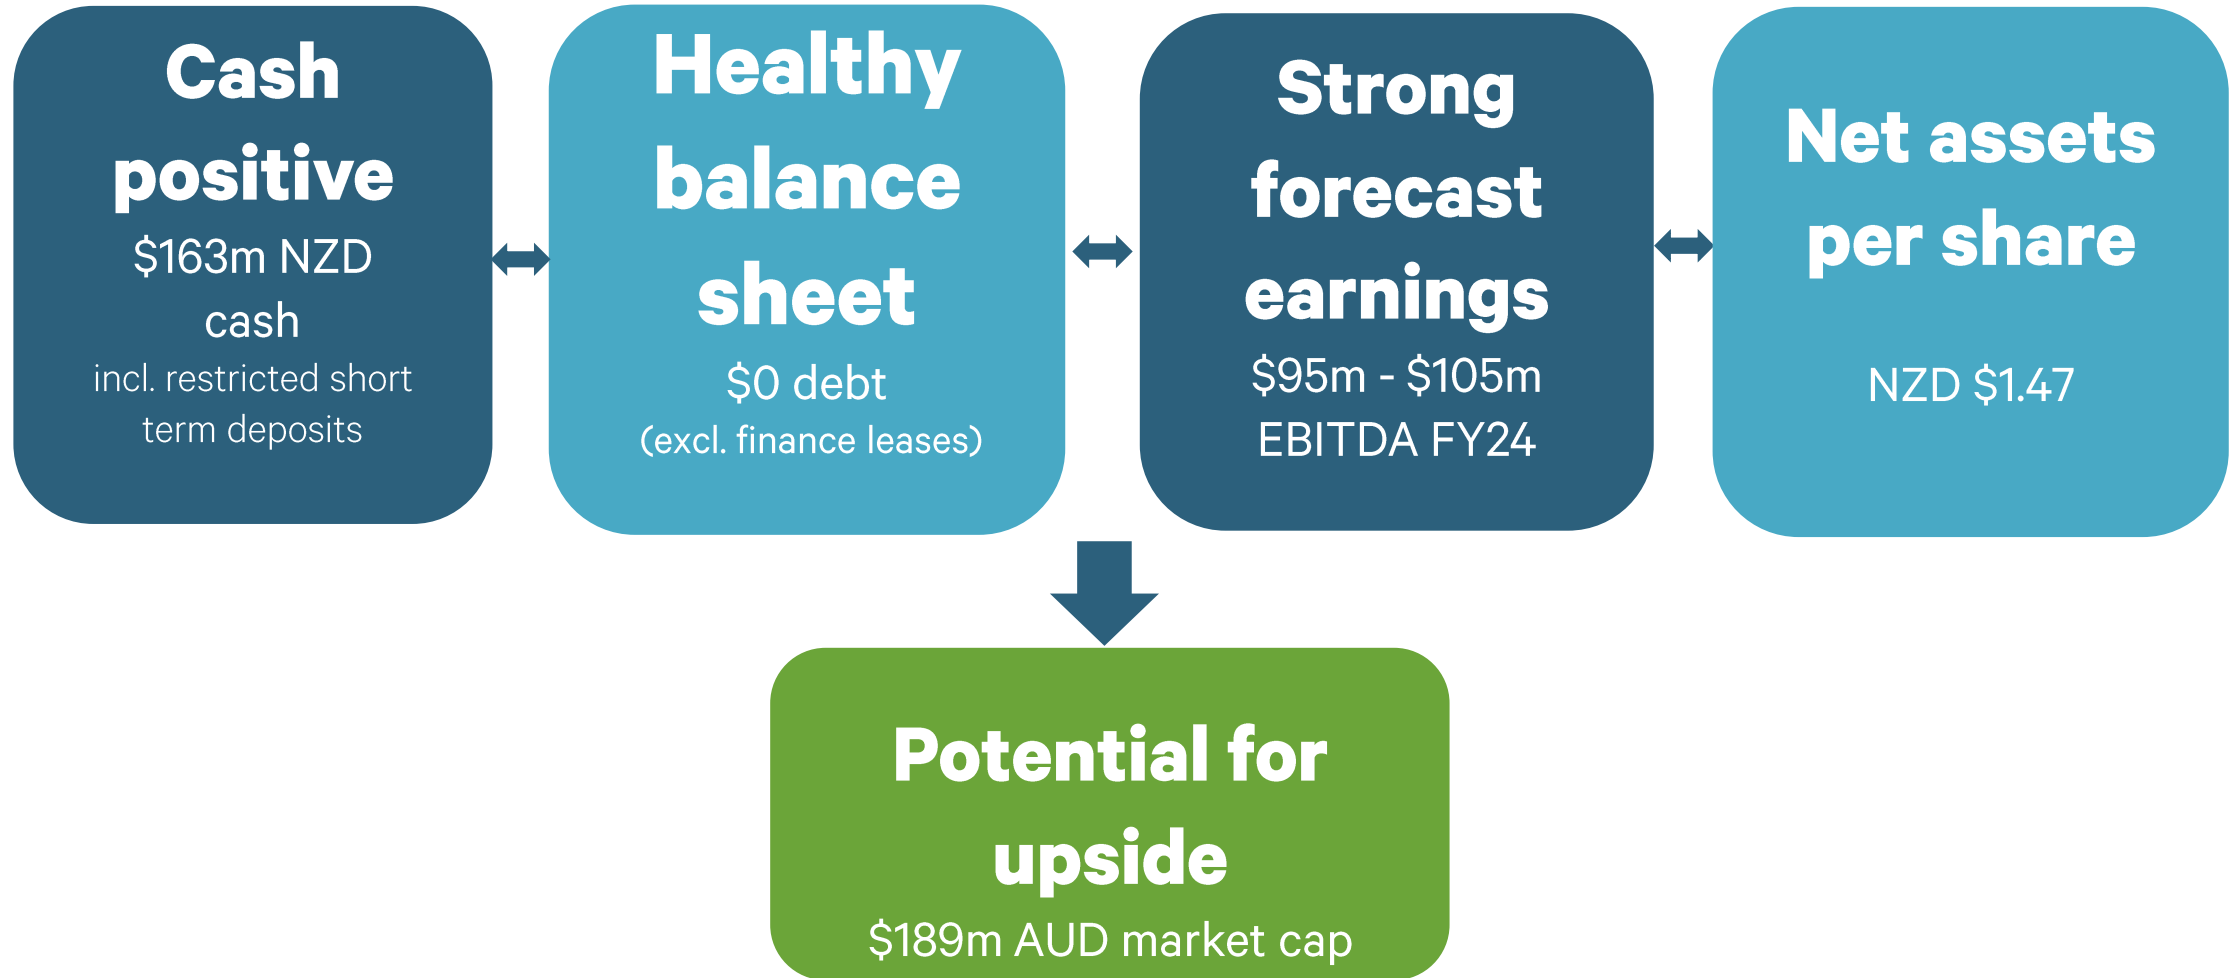 Cash
positive
$163m NZD
cash
incl. restricted short
term deposits
Healthy
balance
sheet
$0 debt
(excl. finance leases)
Strong
forecast
earnings
$95m - $105m
EBITDA FY24
Net assets
per share
NZD $1.47
Potential for
upside
$189m AUD market cap